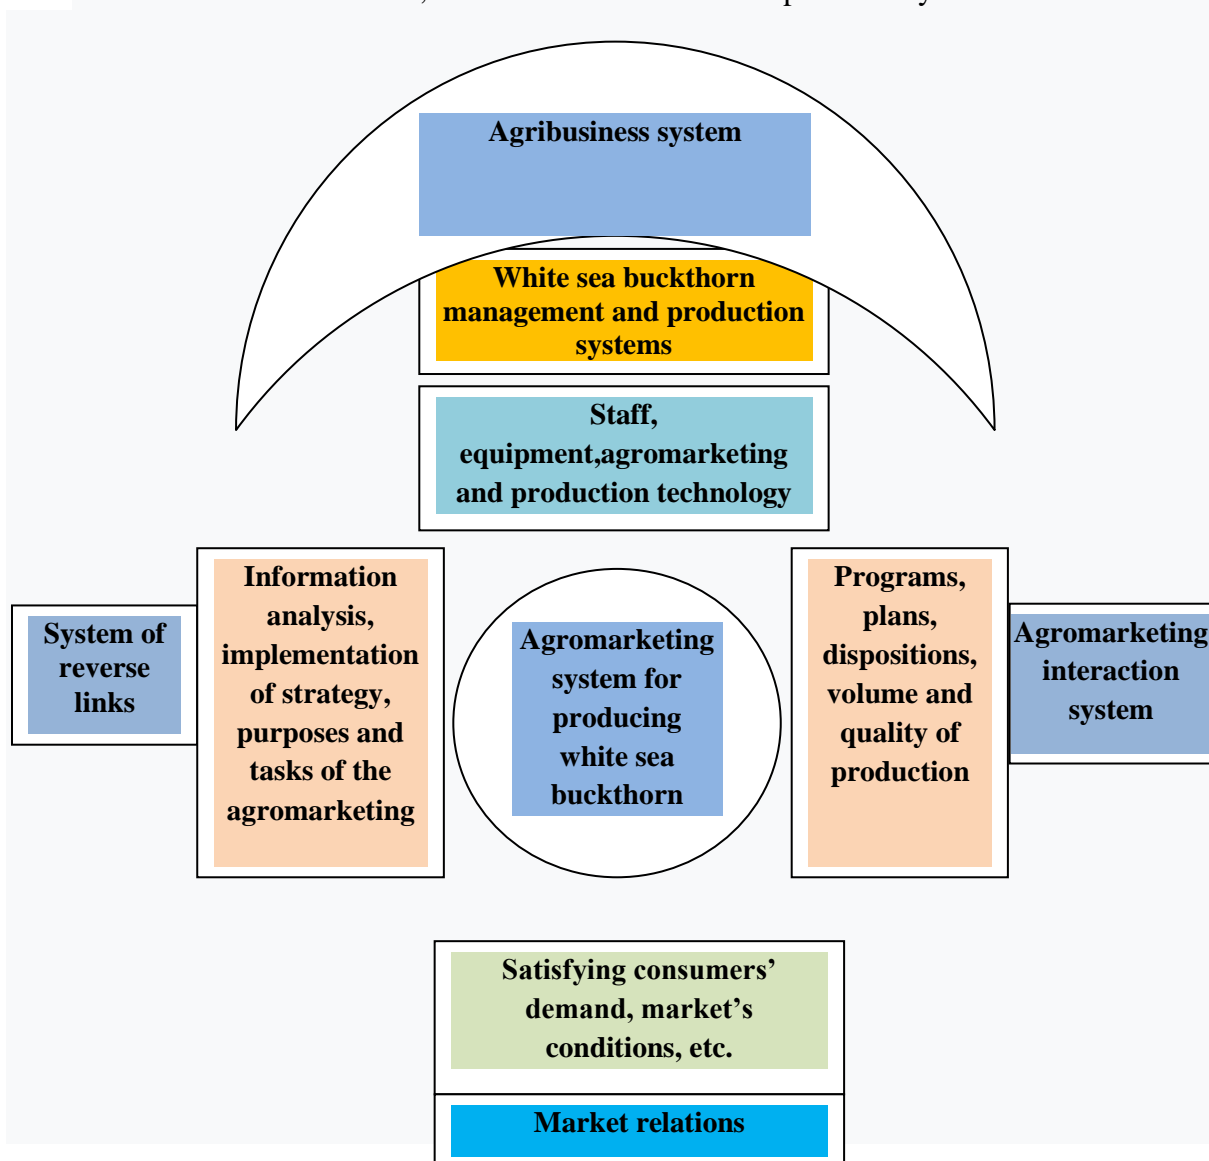 Agribusiness system
White sea buckthorn
management and production
systems
Staff,
equipment,agromarketing
and production technology
Information
analysis,
implementation
of strategy,
purposes and
tasks of the
agromarketing
System of
reverse
links
Agromarketing
system for
producing
white sea
buckthorn
Programs,
plans,
dispositions,
volume and
quality of
production
Agromarketing
interaction
system
Satisfying consumers’
demand, market’s
conditions, etc.
Market relations